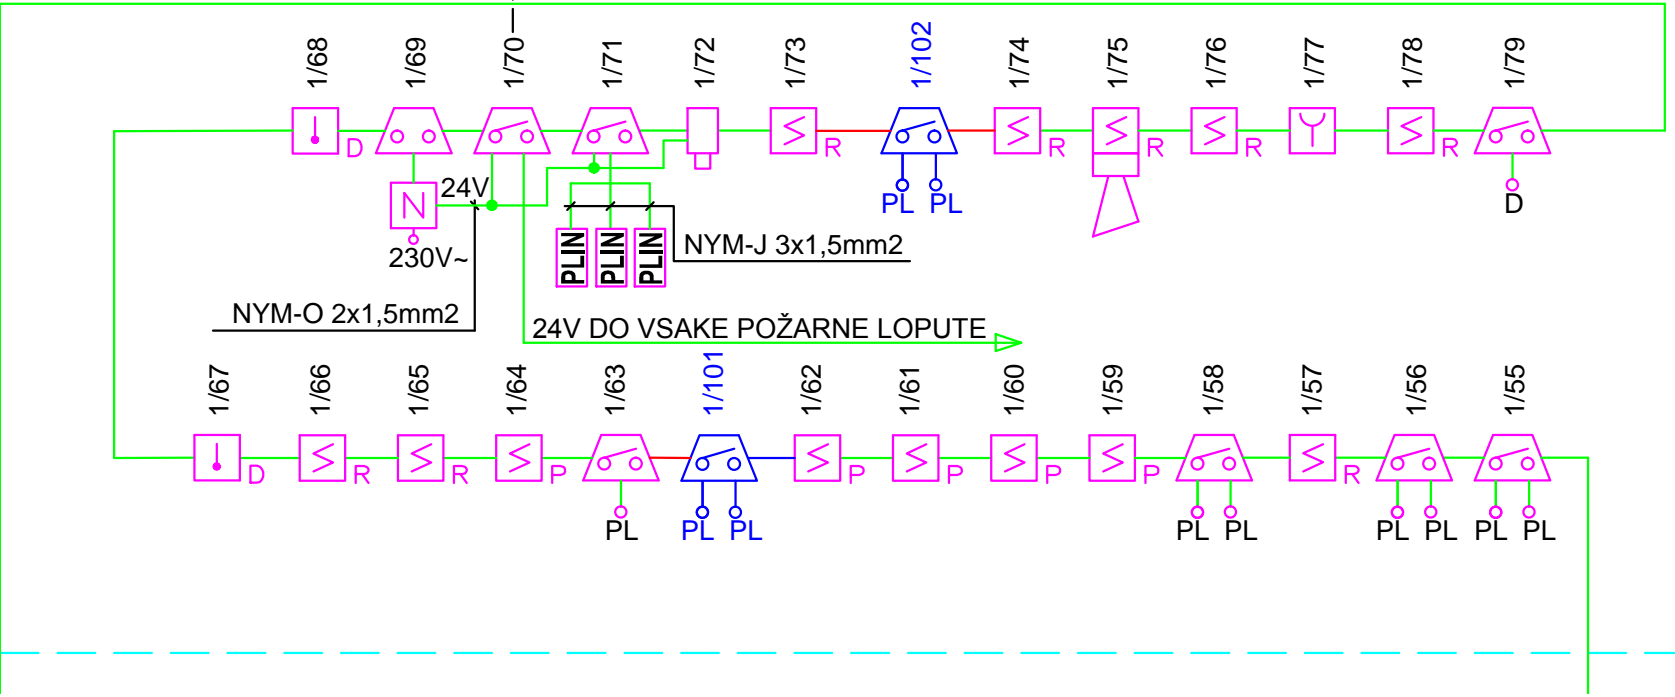 1/68
1/69
1/70
1/71
1/72
1/73
1/102
1/74
1/75
1/76
1/77
1/78
1/79
D
R
R
R
R
R
N
24V
230V~
PL PL
D
PLIN
PLIN
PLIN
NYM-J 3x1,5mm2
NYM-O 2x1,5mm2
24V DO VSAKE POŽARNE LOPUTE
1/67
1/66
1/65
1/64
1/63
1/101
1/62
1/61
1/60
1/59
1/58
1/57
1/56
1/55
D
R
R
P
P
P
P
P
R
PL
PL PL
PL PL
PL PL
PL PL